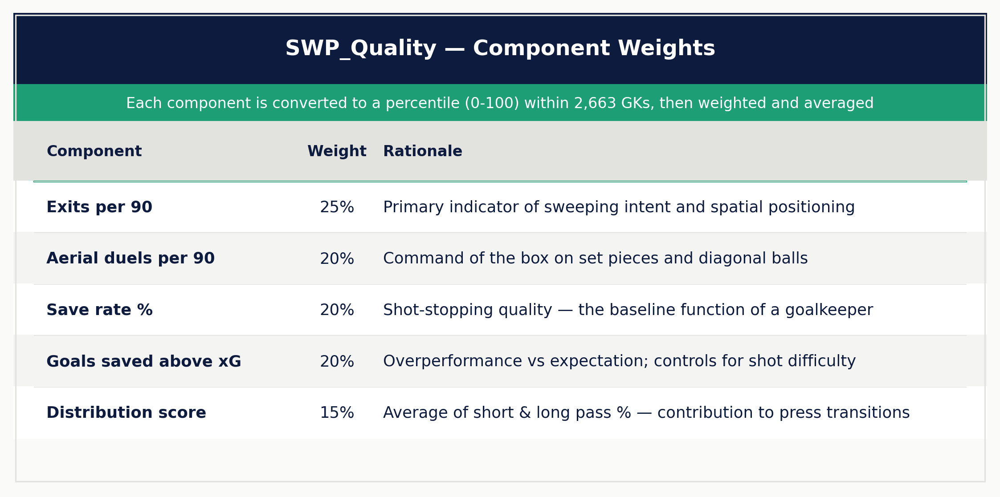 SWP_Quality — Component Weights
Each component is converted to a percentile (0-100) within 2,663 GKs, then weighted and averaged
Component Weight Rationale
Exits per 90 25% Primary indicator of sweeping intent and spatial positioning
Aerial duels per 90 20% Command of the box on set pieces and diagonal balls
Save rate % 20% Shot-stopping quality — the baseline function of a goalkeeper
Goals saved above xG 20% Overperformance vs expectation; controls for shot difficulty
Distribution score 15% Average of short & long pass % — contribution to press transitions